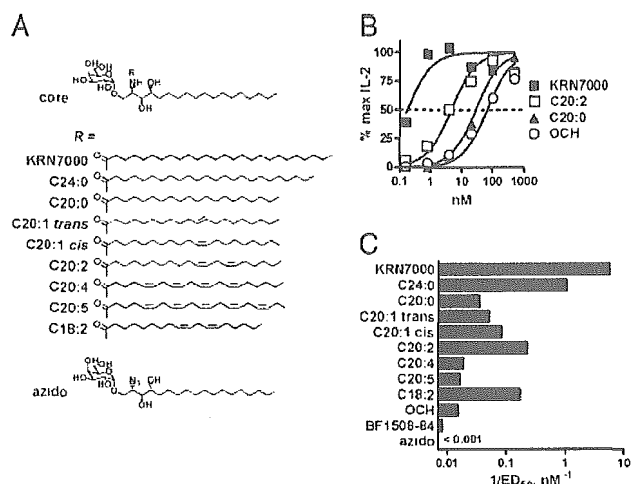 A
core
R =
KRN7000
C24:0
C20:0
C20:1 trans
C20:1 cis
C20:2
C20:4
C20:5
C18:2
azido
B
% max IL-2
100
75
50
25
0
0.1 1 10 100 1000
nM
KRN7000
C20:2
C20:0
OCH
C
KRN7000
C24:0
C20:0
C20:1 trans
C20:1 cis
C20:2
C20:4
C20:5
C18:2
OCH
BF1508-84
azido < 0.001
0.01 0.1 1 10
1/ED50, nM-1